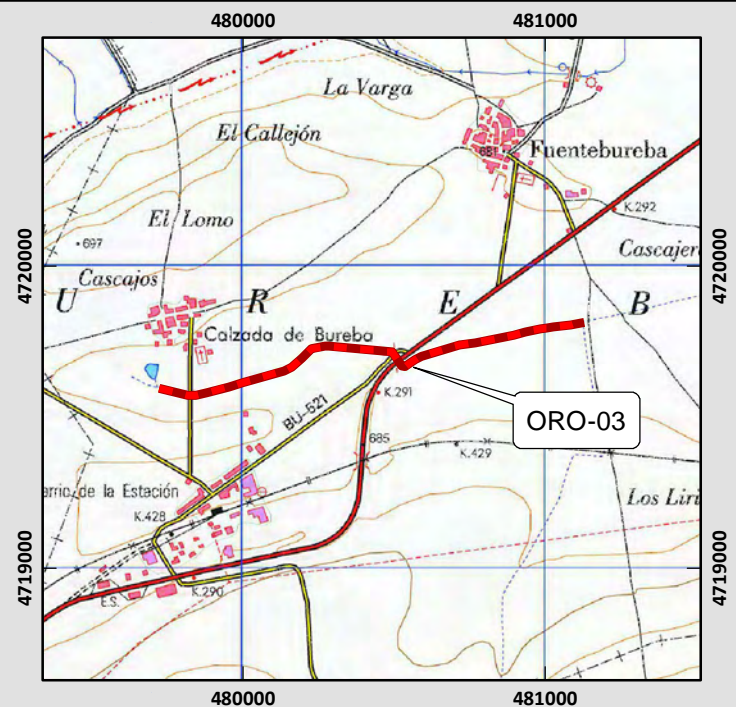 480000
481000
La Varga
El Callejón
681
Fuentebureba
El Lomo
K.292
697
4720000
Cascajos
Cascajer
4720000
U R E B
Calzada de Bureba
K.291
ORO-03
BU-521
685
K.429
errio de la Estación
Los Liri
K.428
4719000
4719000
K.290
E.S.
480000
481000